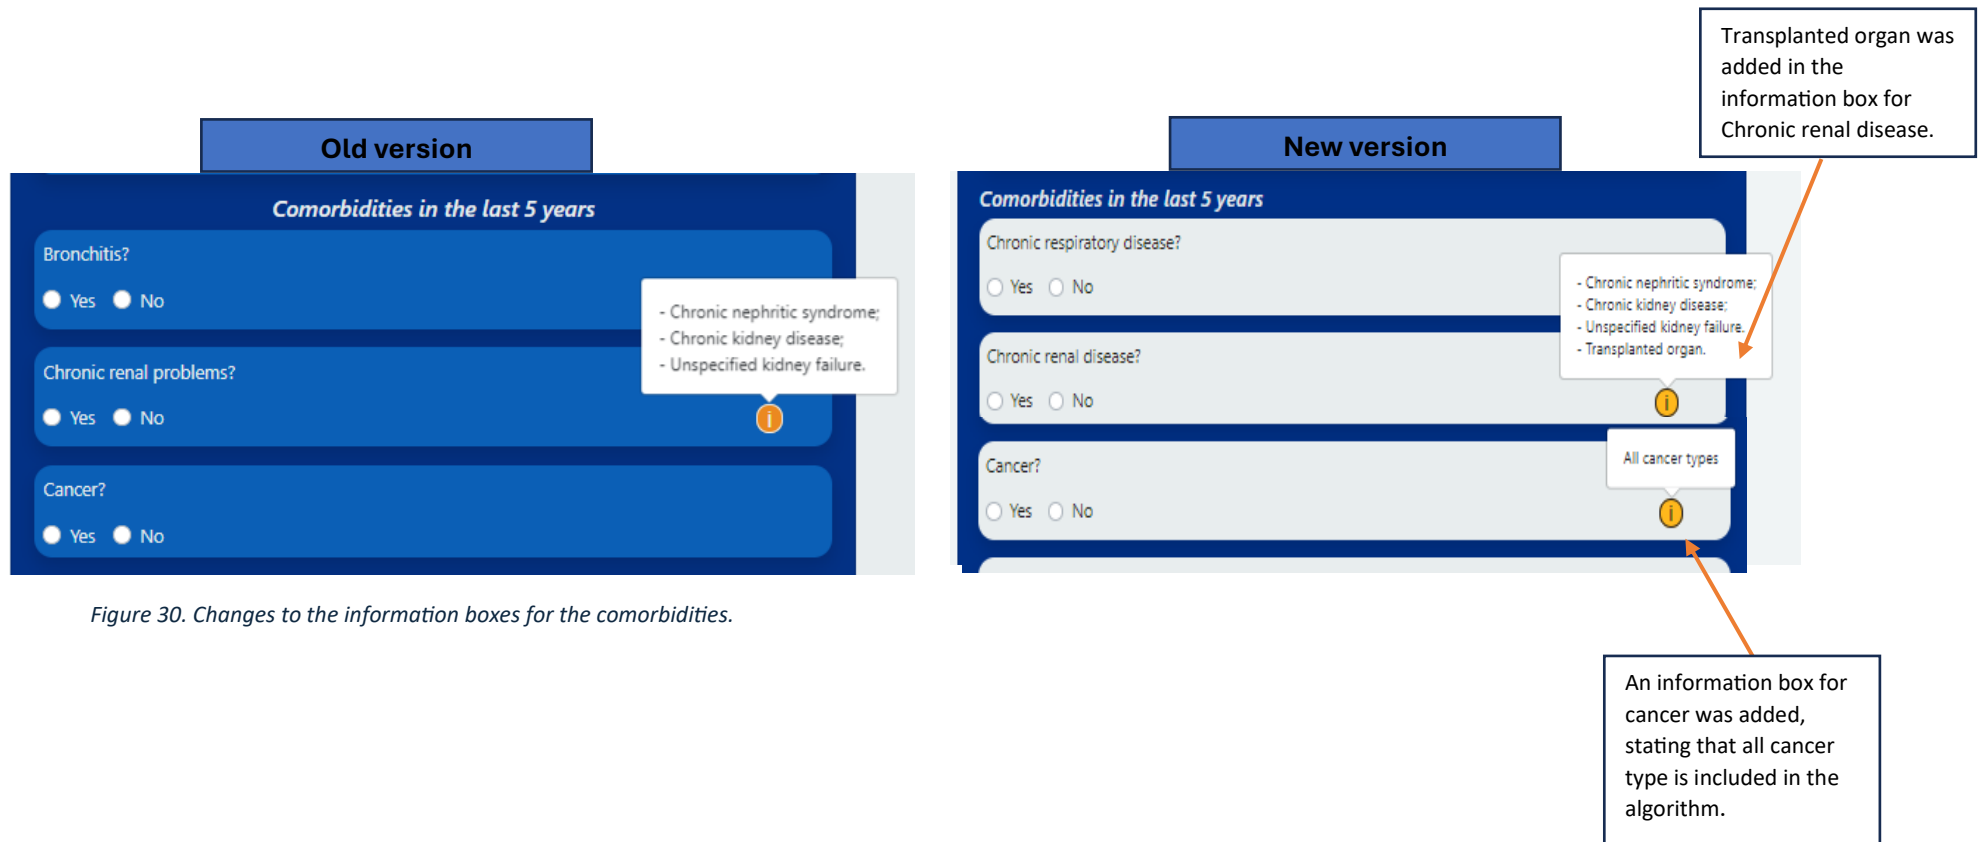 Transplanted organ was
added in the
information box for
Chronic renal disease.
Old version
Comorbidities in the last 5 years
Bronchitis?
Yes No
- Chronic nephritic syndrome;
- Chronic kidney disease;
- Unspecified kidney failure.
Chronic renal problems?
Yes No
i
Cancer?
Yes No
New version
Comorbidities in the last 5 years
Chronic respiratory disease?
Yes No
- Chronic nephritic syndrome;
- Chronic kidney disease;
- Unspecified kidney failure.
- Transplanted organ.
Chronic renal disease?
Yes No
i
Cancer?
All cancer types
Yes No
i
Figure 30. Changes to the information boxes for the comorbidities.
An information box for
cancer was added,
stating that all cancer
type is included in the
algorithm.